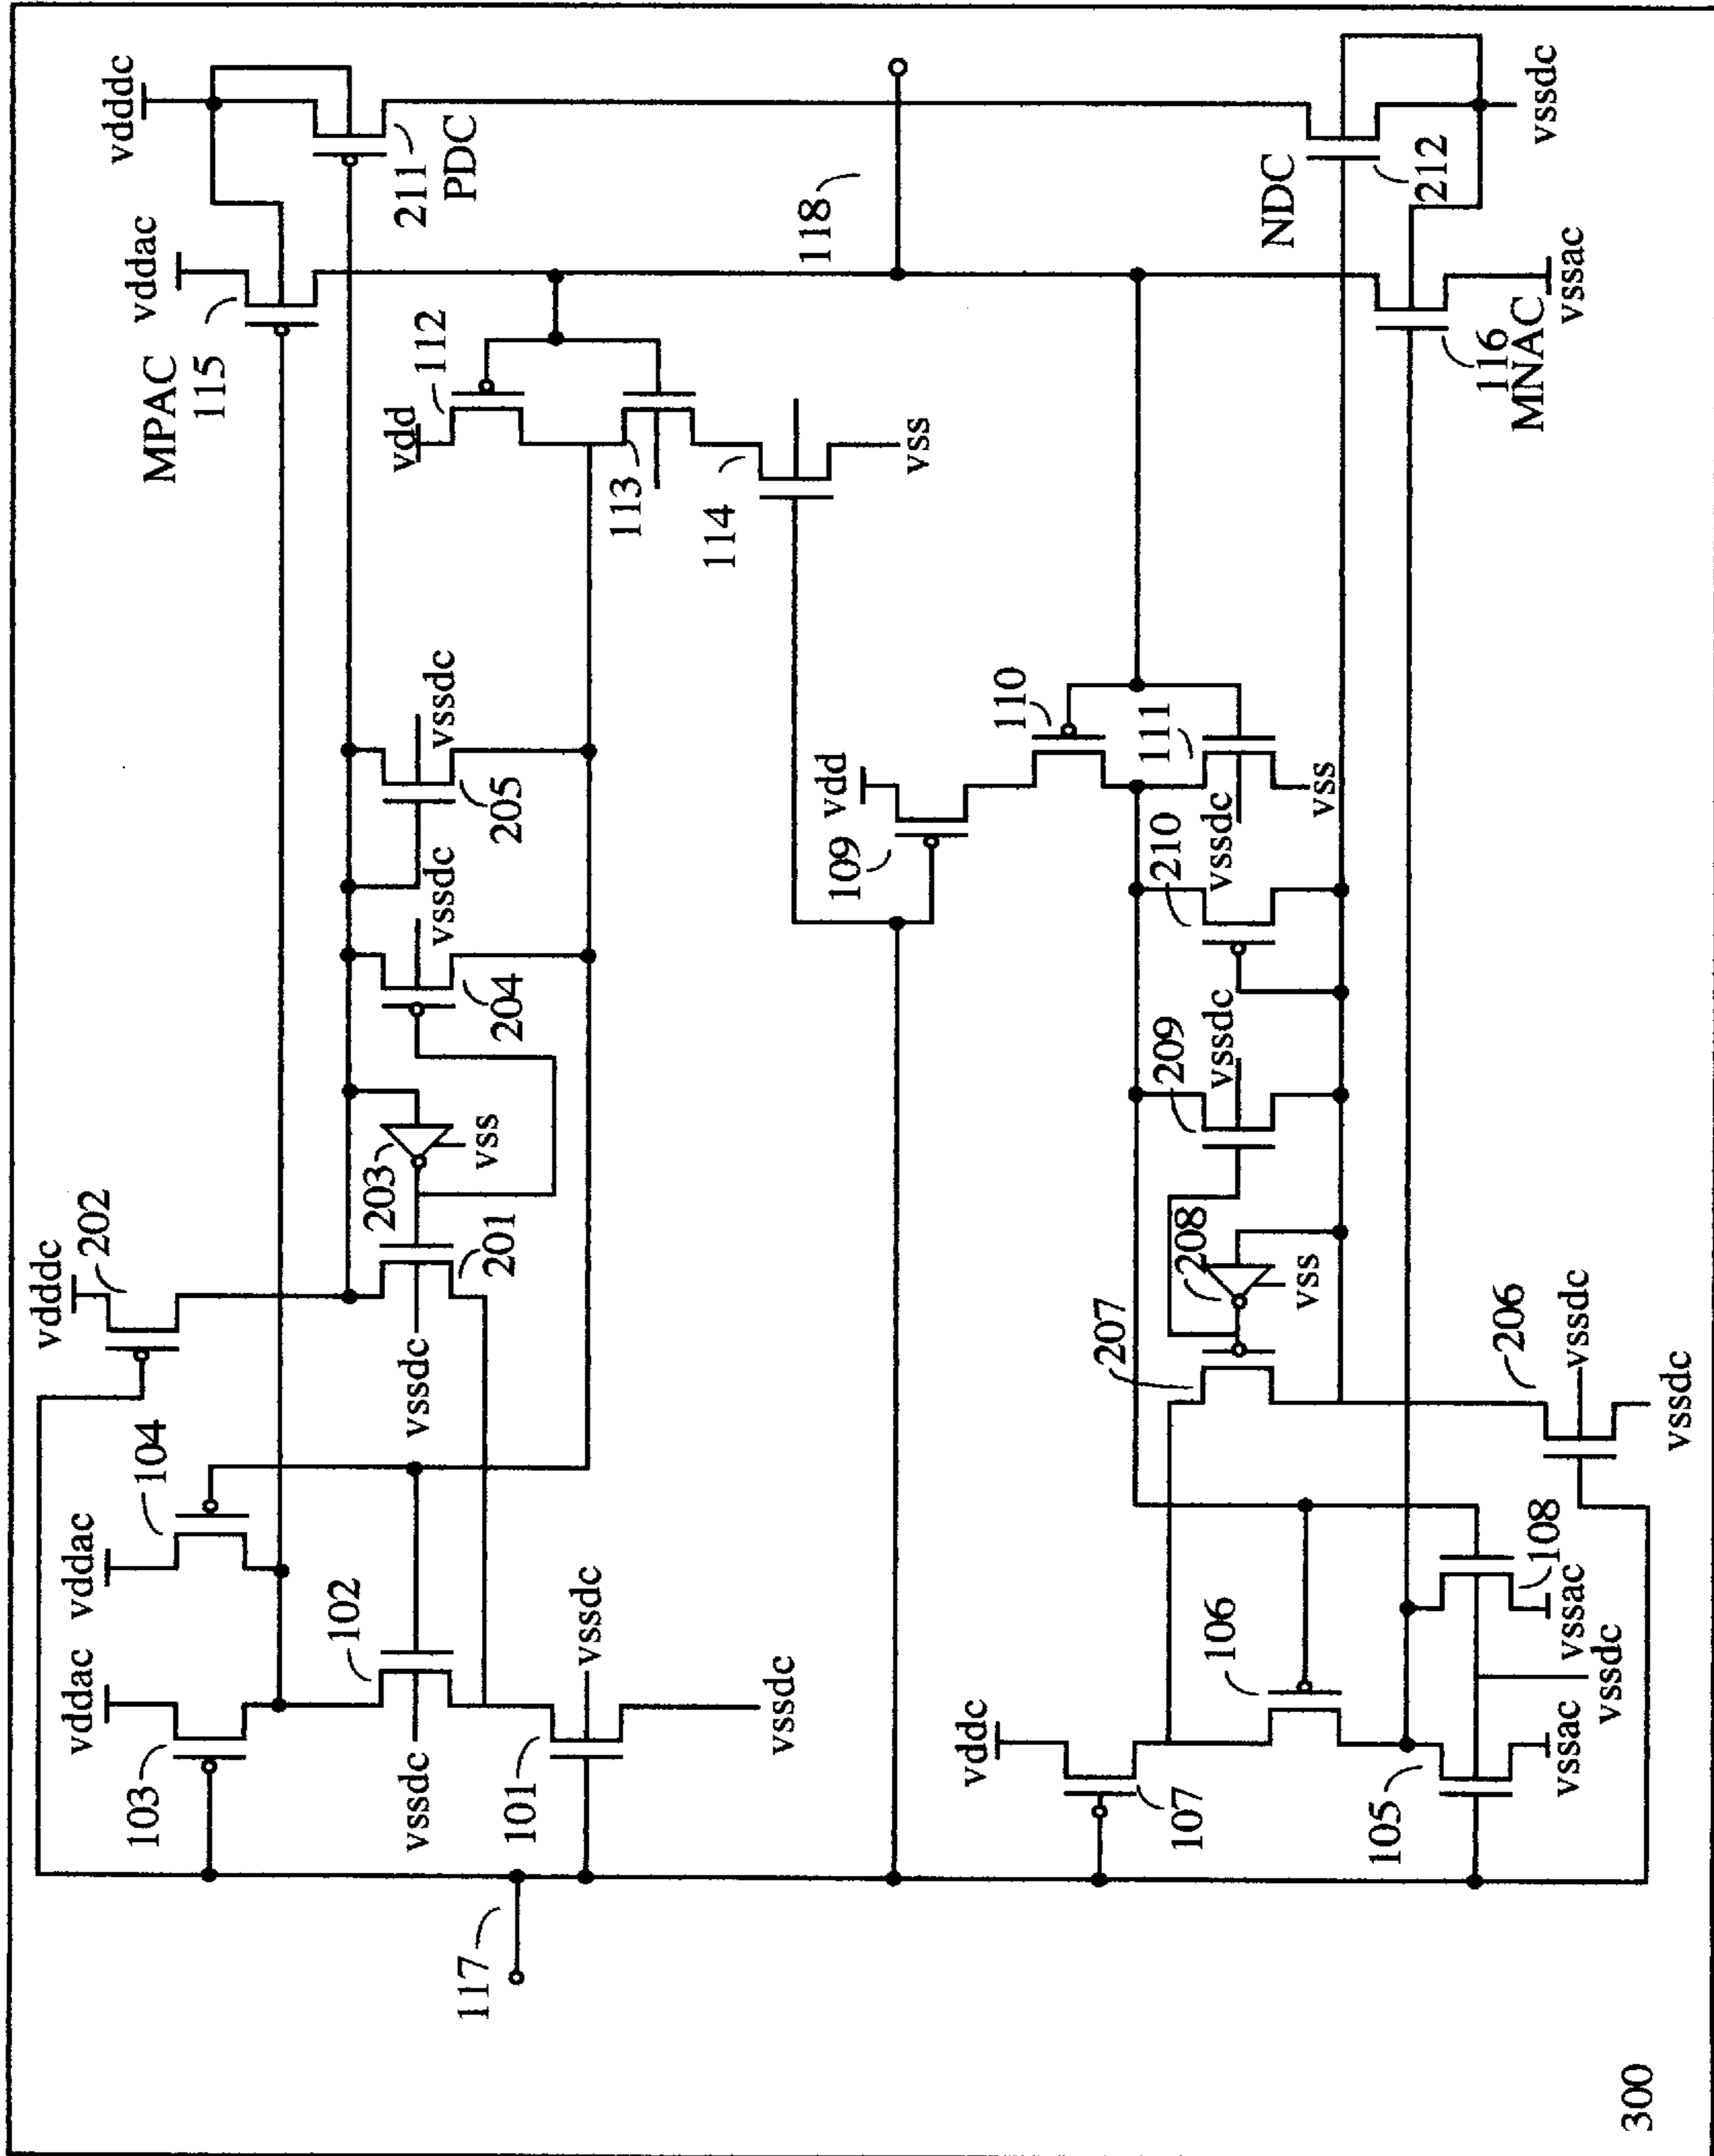 vdddc
vddac
MPAC
115
211
PDC
112
vdd
113
114
vss
118
NDC
212
vssac
116
MNAC
vssdc
vdddc
202
203
vss
201
vssdc
vssdc
204
vssdc
205
vdd
109
110
111
vss
vssdc
210
vssdc
209
208
vss
207
206
vssdc
vssdc
vddac
104
vddac
103
102
vssdc
101
vssdc
vssdc
vddc
107
106
105
108
vssac
vssac
vssdc
117
300